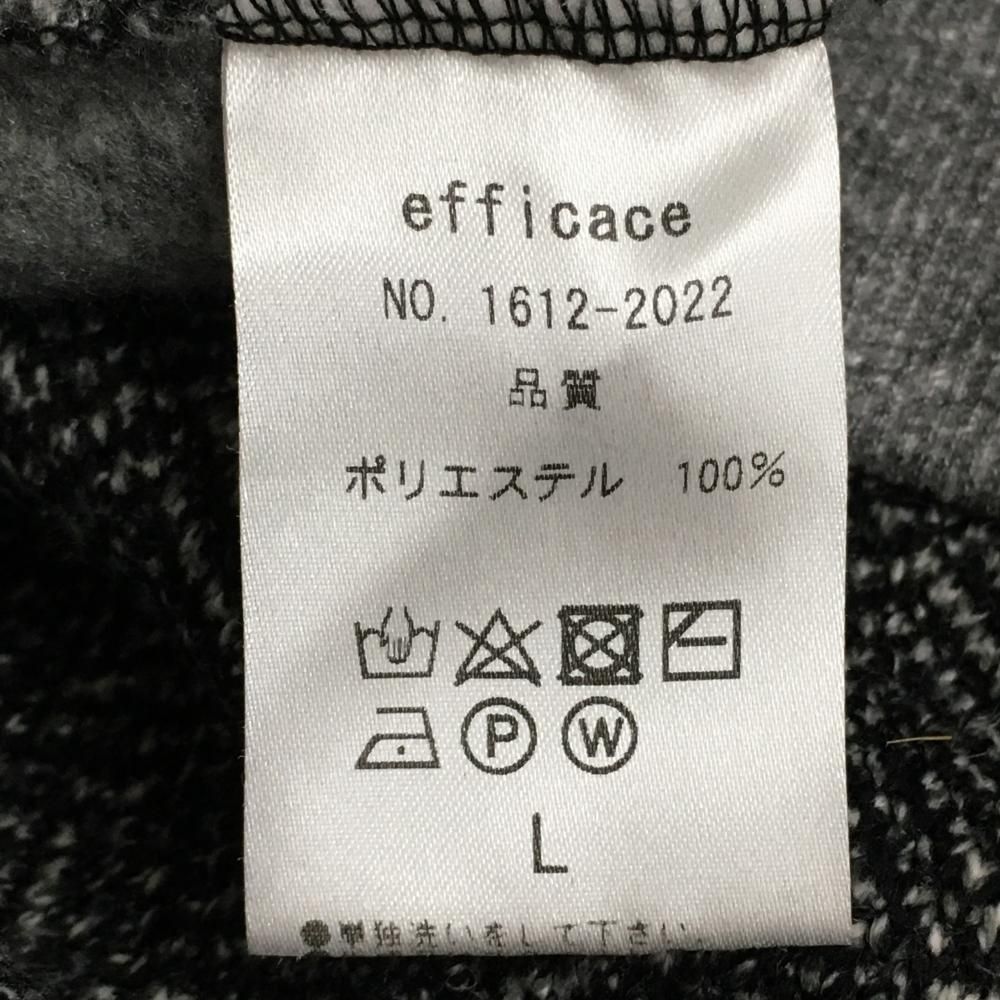 efficace
NO. 1612-2022
品質
ポリエステル 100%
P W
L
●単独洗いをして下さい。